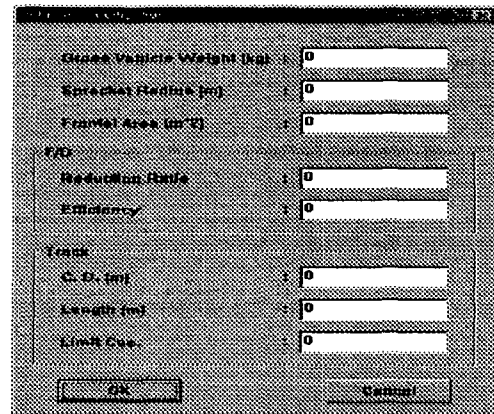 Gross Vehicle Weight (kg) : 0
Sprocket Radius (m) : 0
Frontal Area (m^2) : 0
F/D
Reduction Ratio : 0
Efficiency : 0
Track
C. D. (m) : 0
Length (m) : 0
Limit Coe. : 0
OK Cancel